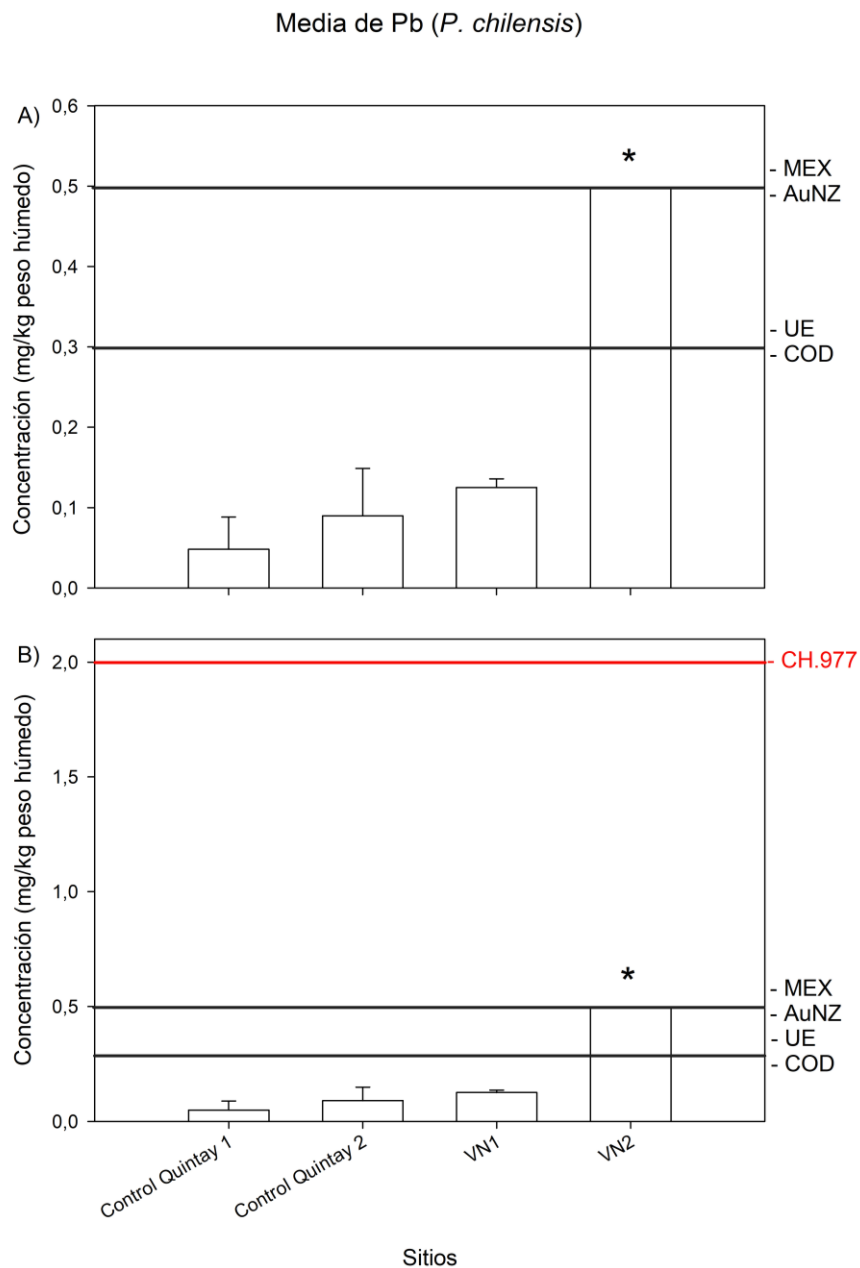 Media de Pb (P. chilensis)
A)
Concentración (mg/kg peso húmedo)
0,6
0,5
0,4
0,3
0,2
0,1
0,0
*
- MEX
- AuNZ
- UE
- COD
B)
Concentración (mg/kg peso húmedo)
2,0
1,5
1,0
0,5
0,0
*
- CH.977
- MEX
- AuNZ
- UE
- COD
Control Quintay 1
Control Quintay 2
VN1
VN2
Sitios